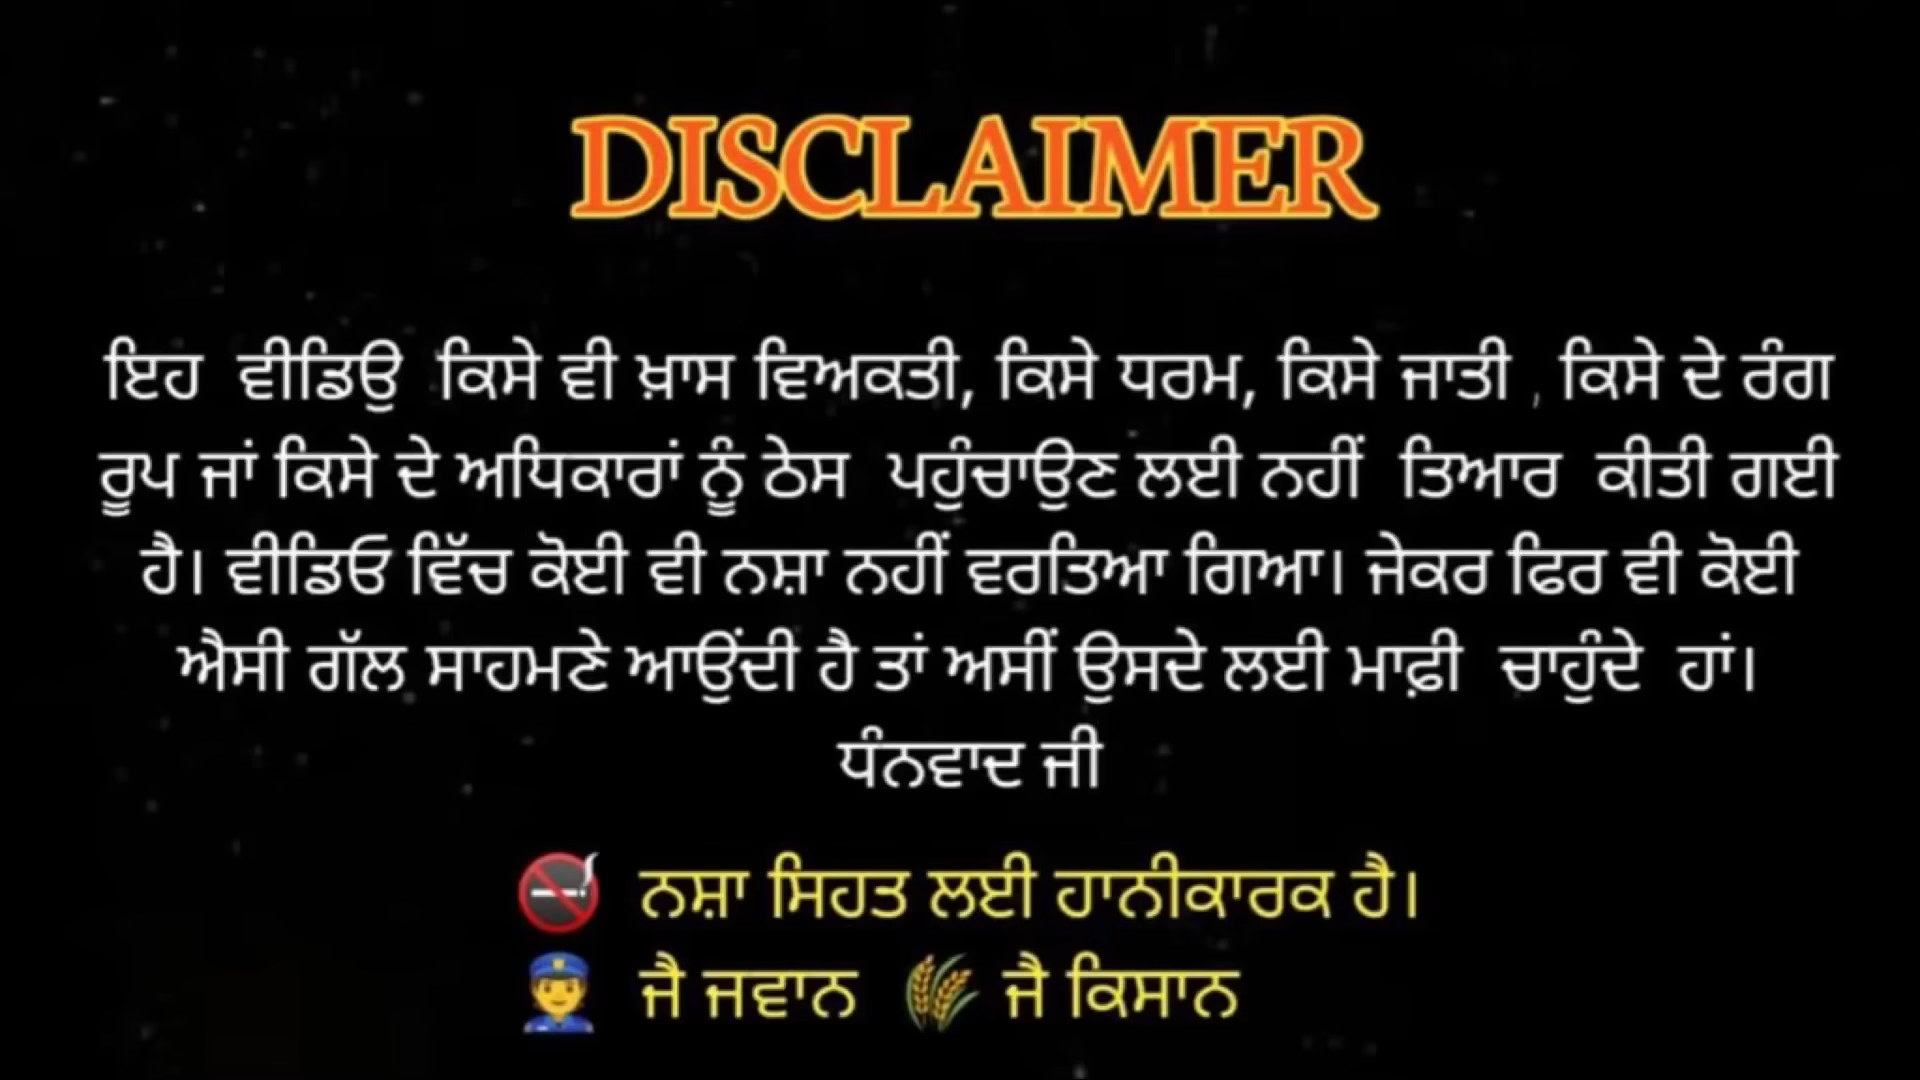 DISCLAIMER
ਇਹ ਵੀਡਿਉ ਕਿਸੇ ਵੀ ਖ਼ਾਸ ਵਿਅਕਤੀ, ਕਿਸੇ ਧਰਮ, ਕਿਸੇ ਜਾਤੀ , ਕਿਸੇ ਦੇ ਰੰਗ
ਰੂਪ ਜਾਂ ਕਿਸੇ ਦੇ ਅਧਿਕਾਰਾਂ ਨੂੰ ਠੇਸ ਪਹੁੰਚਾਉਣ ਲਈ ਨਹੀਂ ਤਿਆਰ ਕੀਤੀ ਗਈ
ਹੈ। ਵੀਡਿਓ ਵਿੱਚ ਕੋਈ ਵੀ ਨਸ਼ਾ ਨਹੀਂ ਵਰਤਿਆ ਗਿਆ। ਜੇਕਰ ਫਿਰ ਵੀ ਕੋਈ
ਐਸੀ ਗੱਲ ਸਾਹਮਣੇ ਆਉਂਦੀ ਹੈ ਤਾਂ ਅਸੀਂ ਉਸਦੇ ਲਈ ਮਾਫ਼ੀ ਚਾਹੁੰਦੇ ਹਾਂ।
ਧੰਨਵਾਦ ਜੀ
🚭 ਨਸ਼ਾ ਸਿਹਤ ਲਈ ਹਾਨੀਕਾਰਕ ਹੈ।
👮 ਜੈ ਜਵਾਨ 🌾 ਜੈ ਕਿਸਾਨ